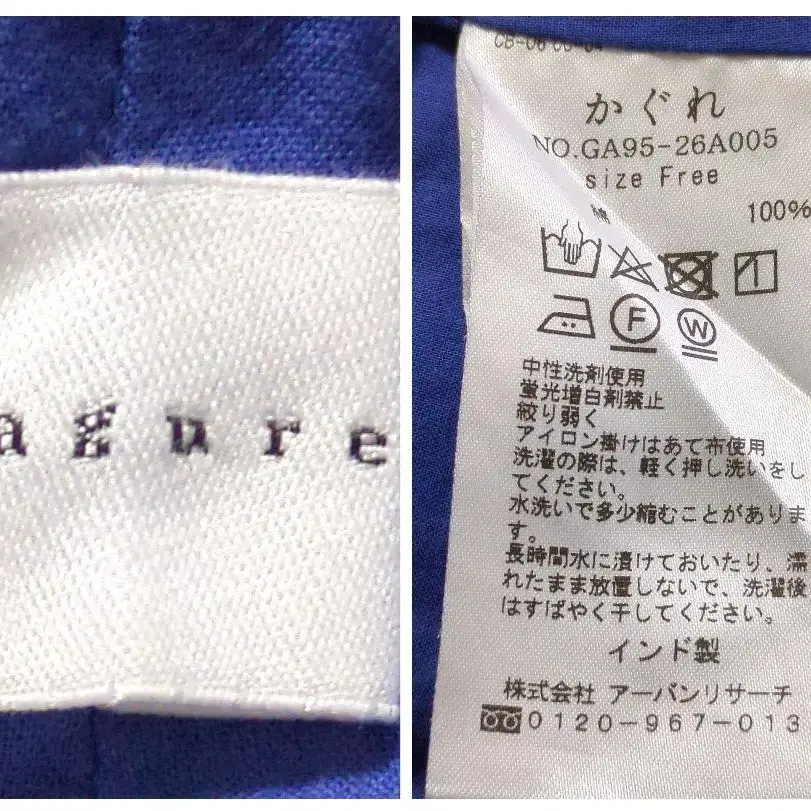 agure
かぐれ
NO.GA95-26A005
size Free
綿 100%
F
W
中性洗剤使用
蛍光増白剤禁止
絞り弱く
アイロン掛けはあて布使用
洗濯の際は、軽く押し洗いをし
てください。
水洗いで多少縮むことがありま
す。
長時間水に漬けておいたり、濡
れたまま放置しないで、洗濯後
はすばやく干してください。
インド製
株式会社 アーバンリサーチ
0120-967-013